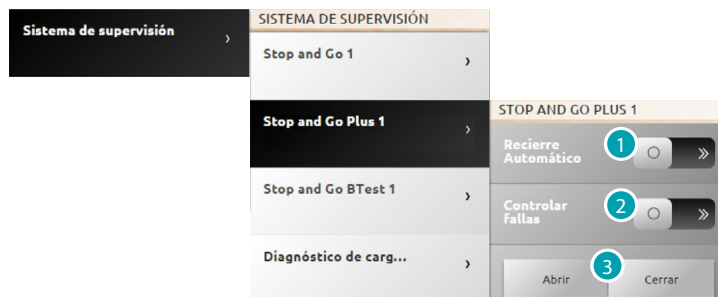 Sistema de supervisión
SISTEMA DE SUPERVISIÓN
Stop and Go 1
Stop and Go Plus 1
Stop and Go BTest 1
Diagnóstico de carg...
STOP AND GO PLUS 1
Recierre
Automático
1
Controlar
fallas
2
3
Abrir
Cerrar